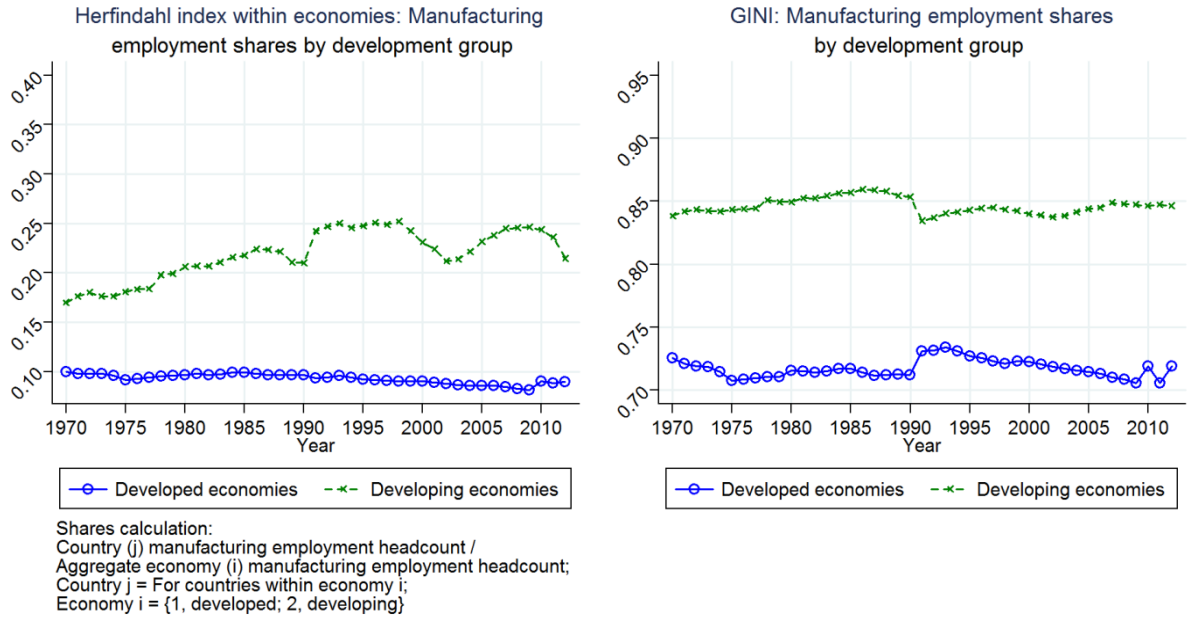 Herfindahl index within economies: Manufacturing
employment shares by development group
0.40
0.35
0.30
0.25
0.20
0.15
0.10
1970 1975 1980 1985 1990 1995 2000 2005 2010
Year
Developed economies Developing economies
Shares calculation:
Country (j) manufacturing employment headcount /
Aggregate economy (i) manufacturing employment headcount;
Country j = For countries within economy i;
Economy i = {1, developed; 2, developing}
GINI: Manufacturing employment shares
by development group
0.95
0.90
0.85
0.80
0.75
0.70
1970 1975 1980 1985 1990 1995 2000 2005 2010
Year
Developed economies Developing economies